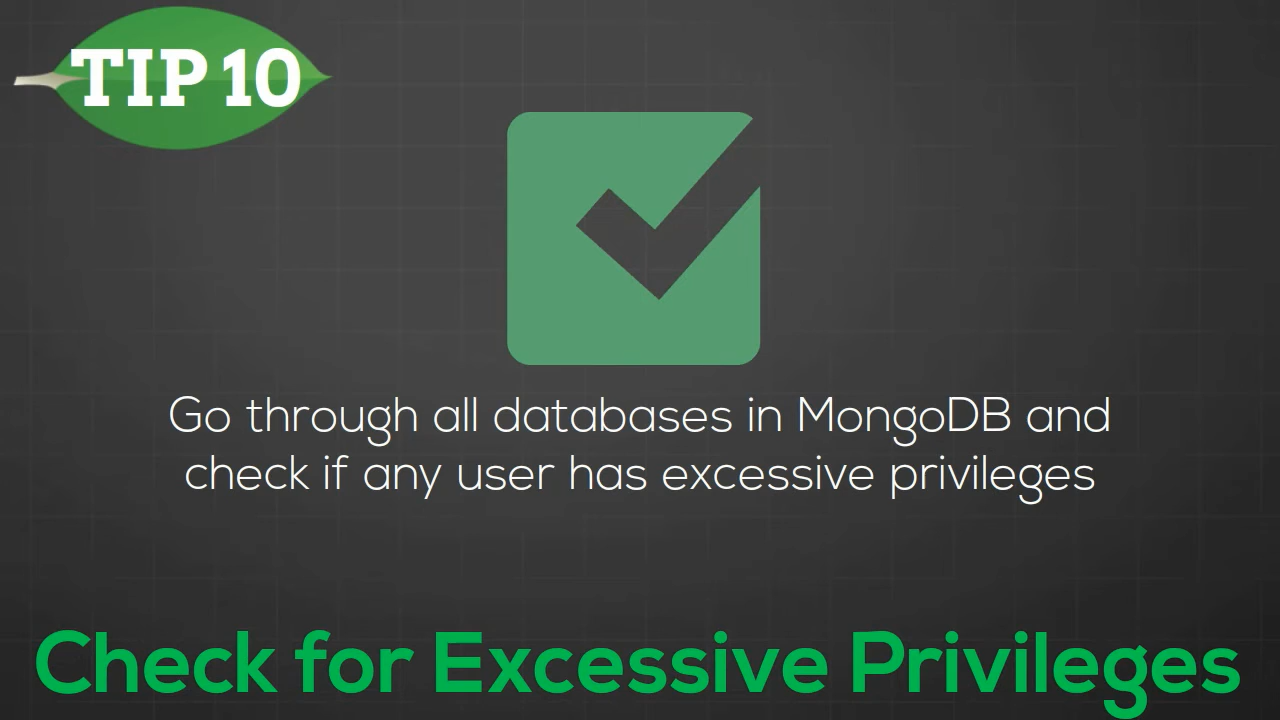 TIP 10
Go through all databases in MongoDB and
check if any user has excessive privileges
Check for Excessive Privileges